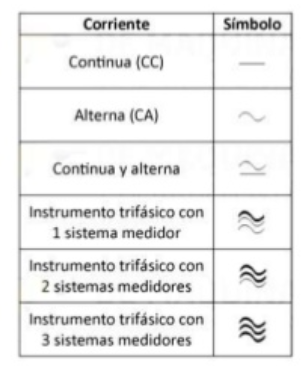 Corriente Símbolo
Continua (CC)
Alterna (CA)
Continua y alterna
Instrumento trifásico con
1 sistema medidor
Instrumento trifásico con
2 sistemas medidores
Instrumento trifásico con
3 sistemas medidores